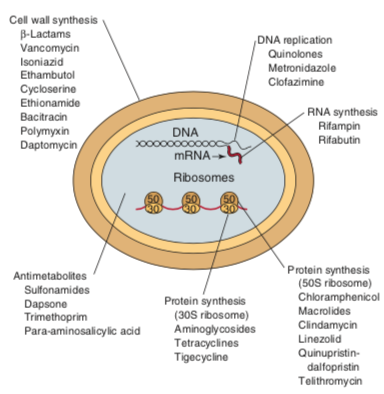 Cell wall synthesis
β-Lactams
Vancomycin
Isoniazid
Ethambutol
Cycloserine
Ethionamide
Bacitracin
Polymyxin
Daptomycin
DNA replication
Quinolones
Metronidazole
Clofazimine
RNA synthesis
Rifampin
Rifabutin
DNA
mRNA
Ribosomes
50 50 50
30 30 30
Antimetabolites
Sulfonamides
Dapsone
Trimethoprim
Para-aminosalicylic acid
Protein synthesis
(30S ribosome)
Aminoglycosides
Tetracyclines
Tigecycline
Protein synthesis
(50S ribosome)
Chloramphenicol
Macrolides
Clindamycin
Linezolid
Quinupristin-
dalfopristin
Telithromycin